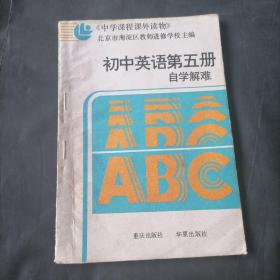 《中学课程课外读物》
北京市海淀区教师进修学校主编
初中英语第五册
自学解难
ABC
ABC
ABC
重庆出版社 华夏出版社